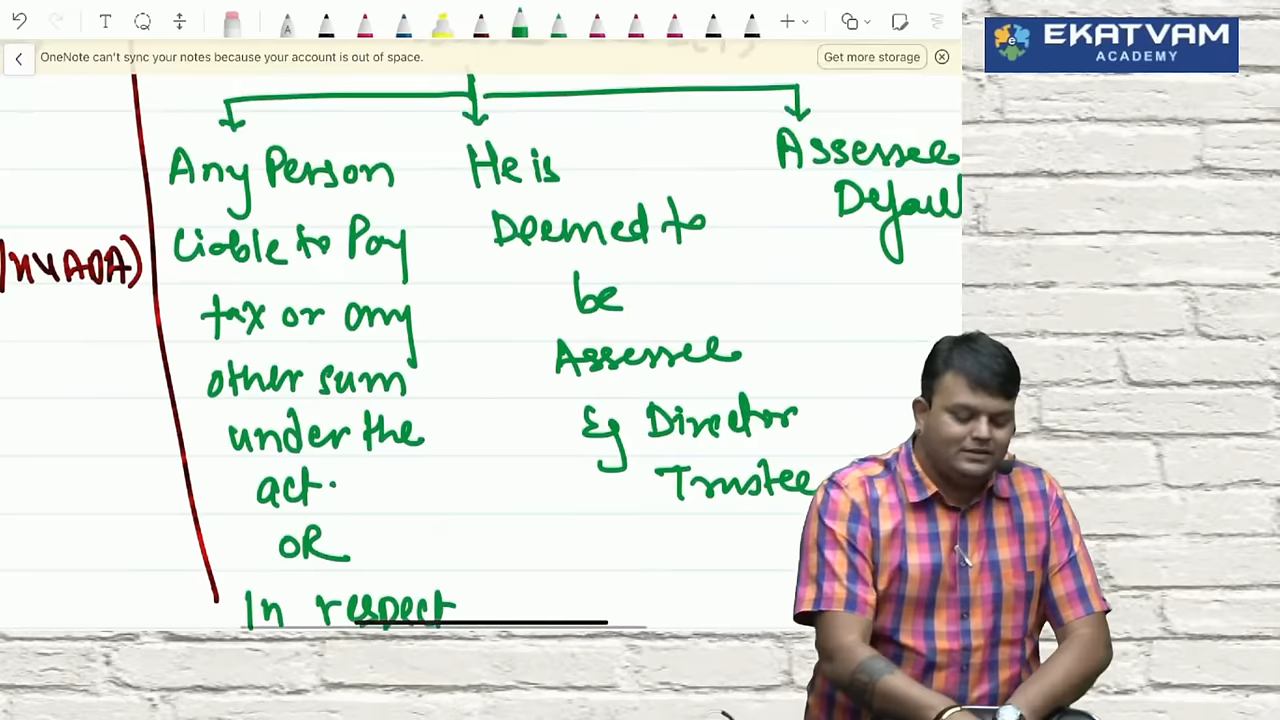 OneNote can't sync your notes because your account is out of space.
Get more storage
EKATVAM
ACADEMY
Any Person
Liable to Pay
tax or any
other sum
under the
act.
OR
In respect
He is
Deemed to
be
Assessee
Eg Director
Trustee
Assessee